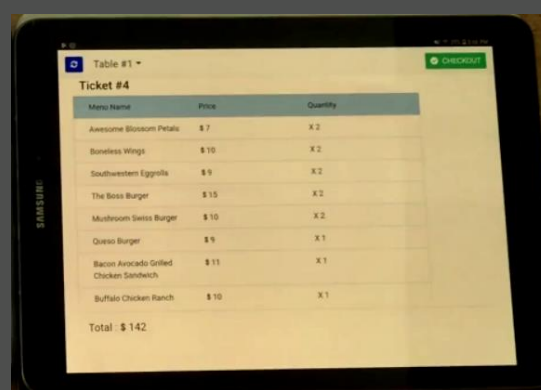 Table #1
CHECKOUT
Ticket #4
Menu Name Price Quantity
Awesome Blossom Petals $ 7 X 2
Boneless Wings $ 10 X 2
Southwestern Eggrolls $ 9 X 2
The Boss Burger $ 15 X 2
Mushroom Swiss Burger $ 10 X 2
Queso Burger $ 9 X 1
Bacon Avocado Grilled $ 11 X 1
Chicken Sandwich
Buffalo Chicken Ranch $ 10 X 1
Total : $ 142
SAMSUNG